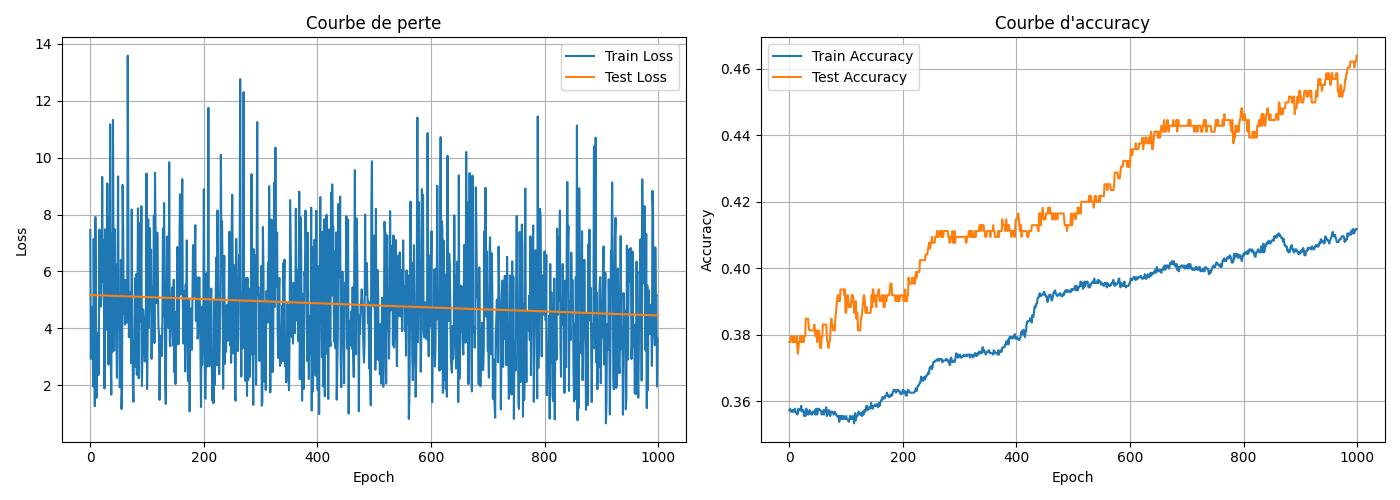 Courbe de perte
Train Loss
Test Loss
14
12
10
8
6
4
2
Loss
0
200
400
600
800
1000
Epoch
Courbe d'accuracy
Train Accuracy
Test Accuracy
0.46
0.44
0.42
0.40
0.38
0.36
Accuracy
0
200
400
600
800
1000
Epoch